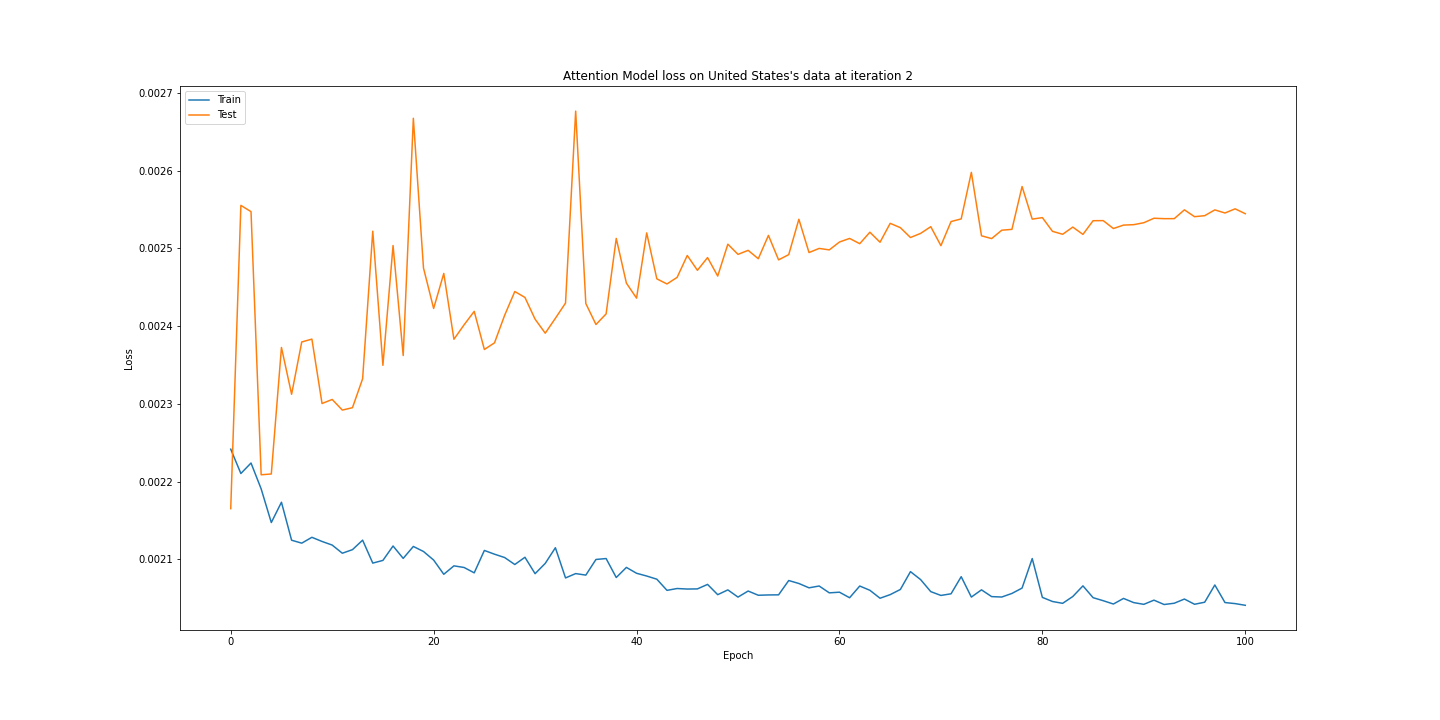 Attention Model loss on United States's data at iteration 2
Train
Test
0.0027
0.0026
0.0025
0.0024
0.0023
0.0022
0.0021
Loss
0 20 40 60 80 100
Epoch